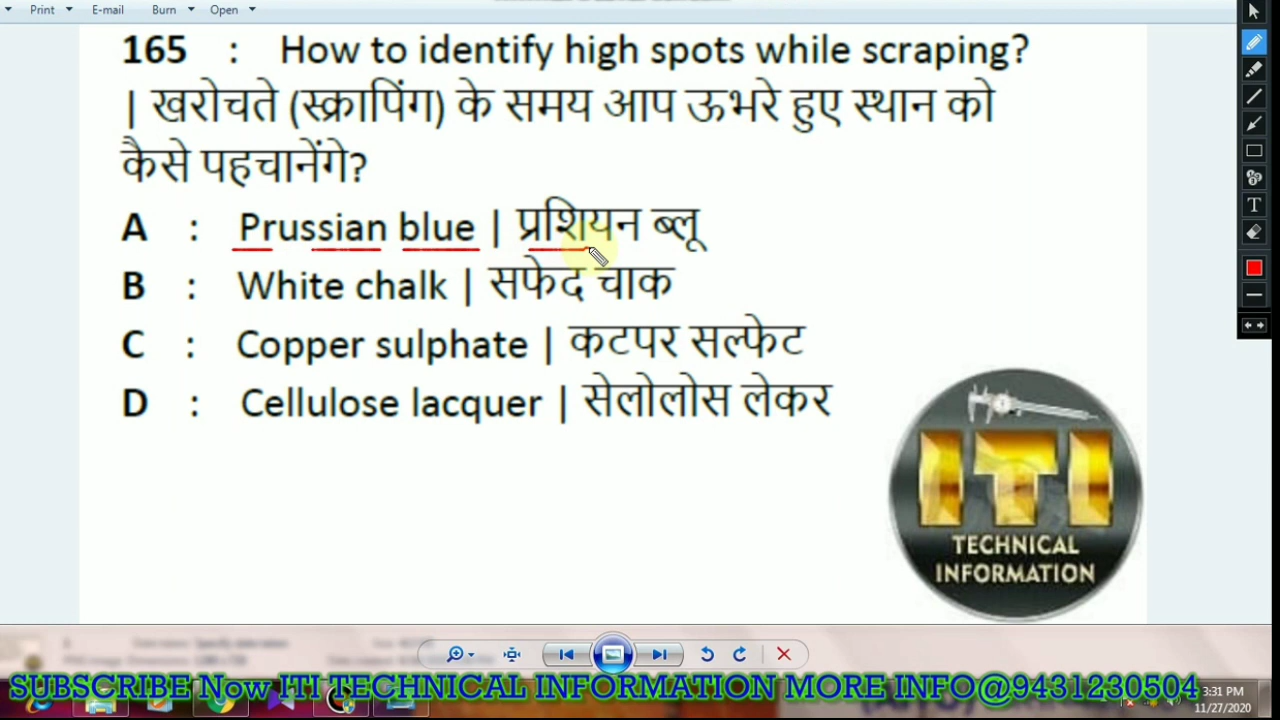 Print E-mail Burn Open
165 : How to identify high spots while scraping?
| खरोचते (स्क्रापिंग) के समय आप ऊभरे हुए स्थान को
कैसे पहचानेंगे?
A : Prussian blue | प्रशियन ब्लू
B : White chalk | सफेद चाक
C : Copper sulphate | कटपर सल्फेट
D : Cellulose lacquer | सेलोलोस लेकर
ITI
TECHNICAL
INFORMATION
T
SUBSCRIBE Now ITI TECHNICAL INFORMATION MORE INFO@9431230504
3:31 PM
11/27/2020